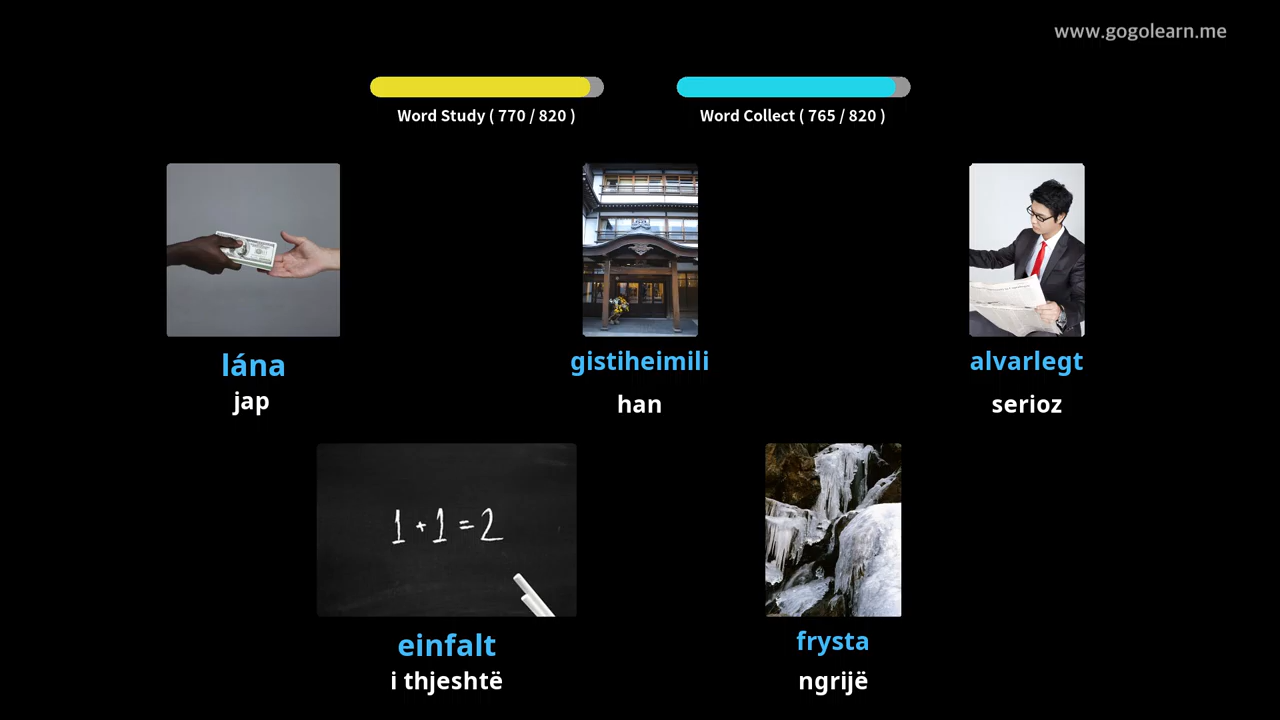 www.gogolearn.me
Word Study ( 770 / 820 )
Word Collect ( 765 / 820 )
lána
jap
gistiheimili
han
alvarlegt
serioz
1 + 1 = 2
einfalt
i thjeshtë
frysta
ngrijë